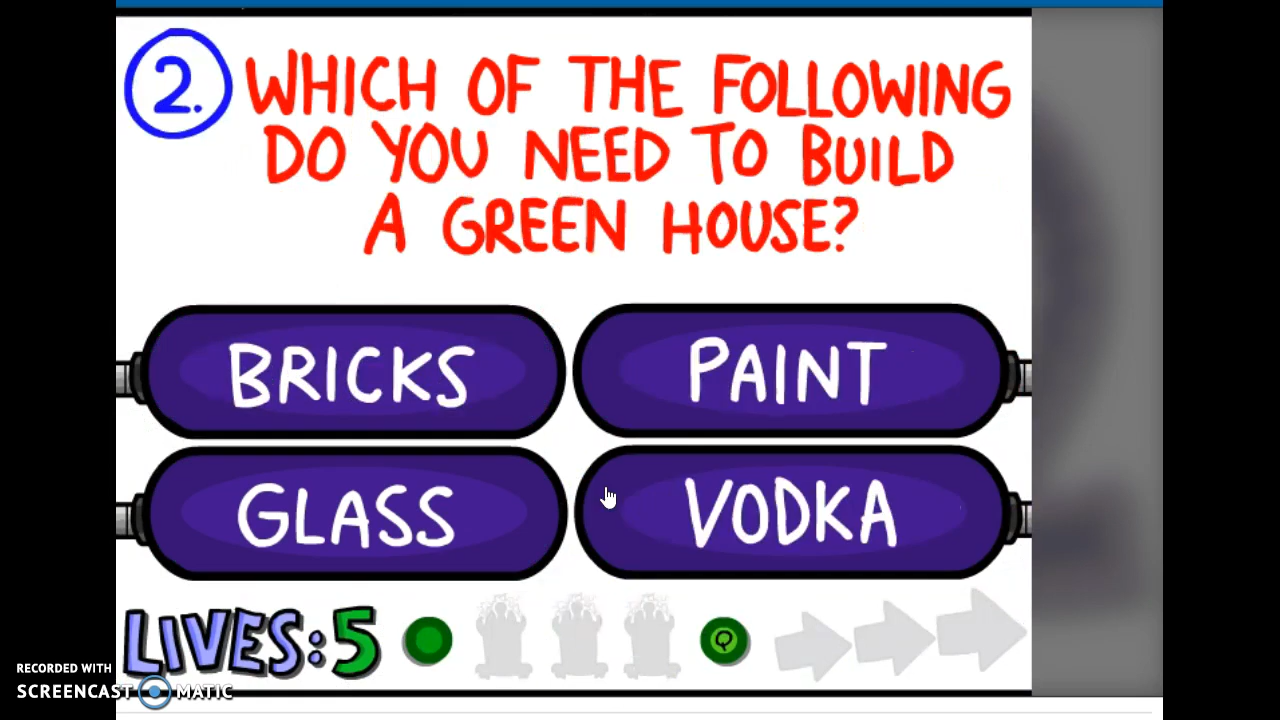 2. WHICH OF THE FOLLOWING
DO YOU NEED TO BUILD
A GREEN HOUSE?
BRICKS
PAINT
GLASS
VODKA
LIVES:5
RECORDED WITH
SCREENCAST MATIC